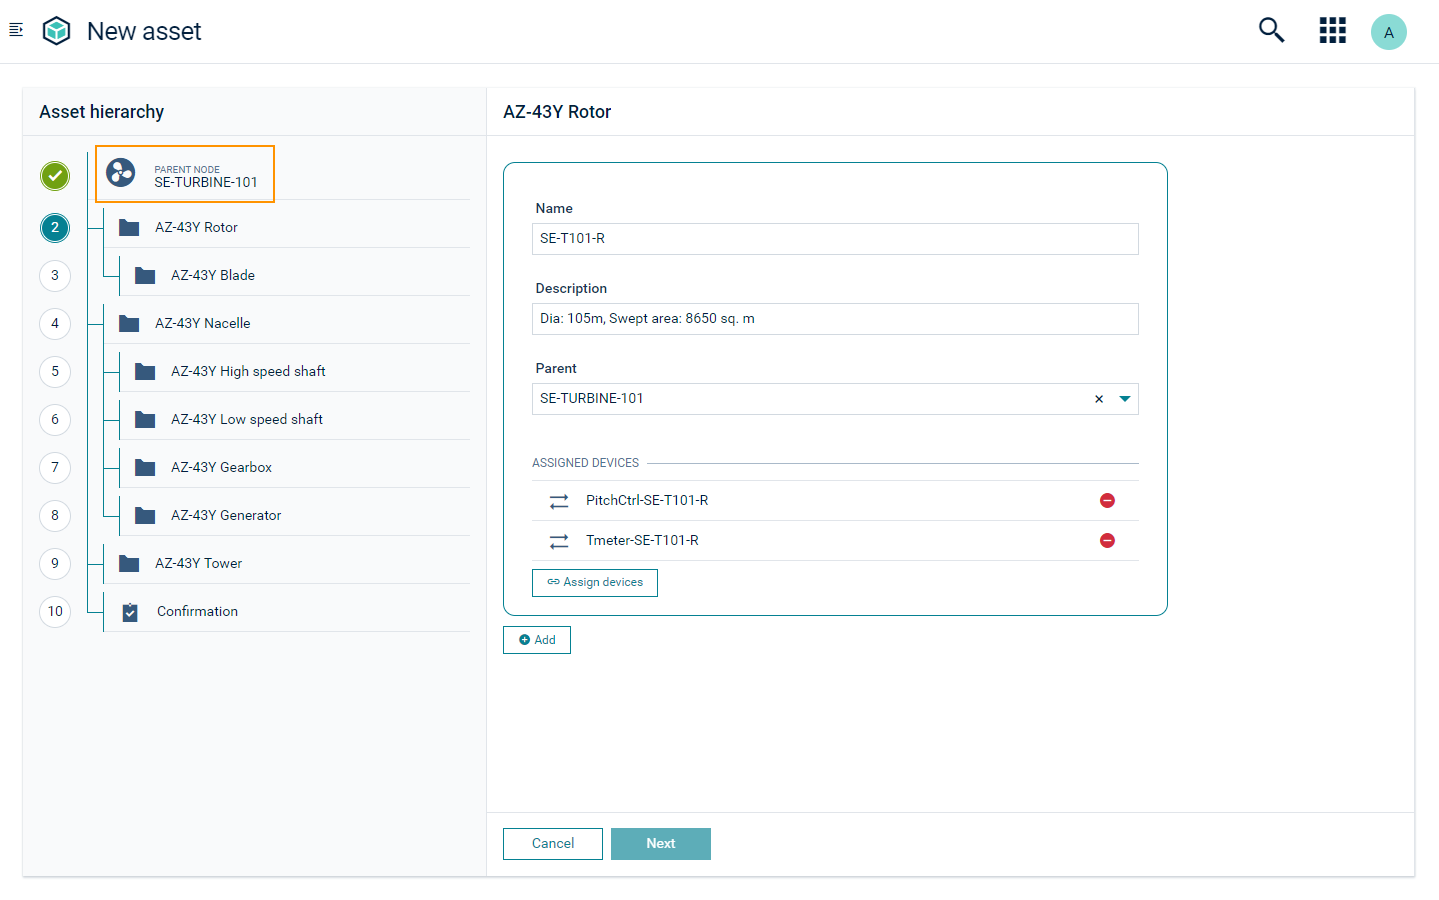 New asset
A
Asset hierarchy
PARENT NODE
SE-TURBINE-101
2
AZ-43Y Rotor
3
AZ-43Y Blade
4
AZ-43Y Nacelle
5
AZ-43Y High speed shaft
6
AZ-43Y Low speed shaft
7
AZ-43Y Gearbox
8
AZ-43Y Generator
9
AZ-43Y Tower
10
Confirmation
AZ-43Y Rotor
Name
SE-T101-R
Description
Dia: 105m, Swept area: 8650 sq. m
Parent
SE-TURBINE-101
ASSIGNED DEVICES
PitchCtrl-SE-T101-R
Tmeter-SE-T101-R
Assign devices
Add
Cancel
Next